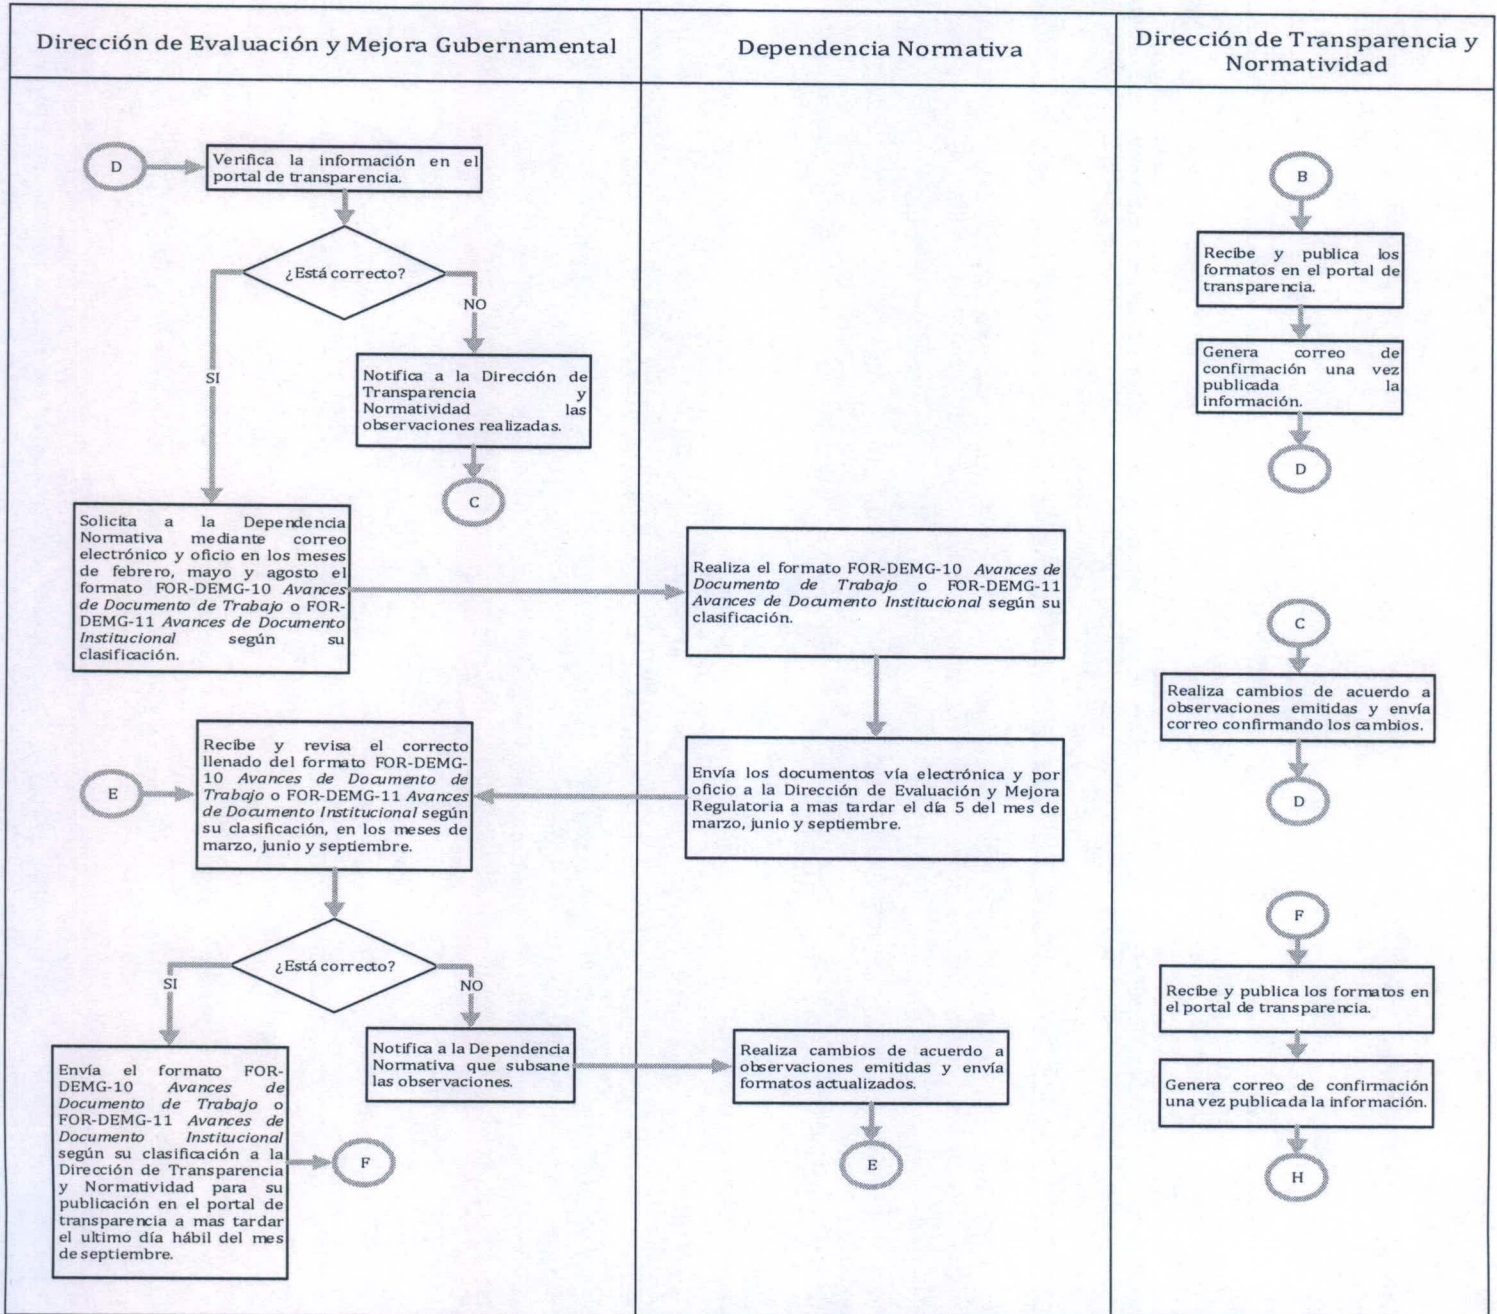 Dirección de Evaluación y Mejora Gubernamental
Dependencia Normativa
Dirección de Transparencia y
Normatividad
D
Verifica la información en el
portal de transparencia.
¿Está correcto?
SI
NO
Notifica a la Dirección de
Transparencia y
Normatividad las
observaciones realizadas.
C
Solicita a la Dependencia
Normativa mediante correo
electrónico y oficio en los meses
de febrero, mayo y agosto el
formato FOR-DEMG-10 Avances
de Documento de Trabajo o FOR-
DEMG-11 Avances de Documento
Institucional según su
clasificación.
E
Recibe y revisa el correcto
llenado del formato FOR-DEMG-
10 Avances de Documento de
Trabajo o FOR-DEMG-11 Avances
de Documento Institucional según
su clasificación, en los meses de
marzo, junio y septiembre.
¿Está correcto?
SI
NO
Notifica a la Dependencia
Normativa que subsane
las observaciones.
Envía el formato FOR-
DEMG-10 Avances de
Documento de Trabajo o
FOR-DEMG-11 Avances de
Documento Institucional
según su clasificación a la
Dirección de Transparencia
y Normatividad para su
publicación en el portal de
transparencia a mas tardar
el ultimo día hábil del mes
de septiembre.
F
Realiza el formato FOR-DEMG-10 Avances de
Documento de Trabajo o FOR-DEMG-11
Avances de Documento Institucional según su
clasificación.
Envía los documentos vía electrónica y por
oficio a la Dirección de Evaluación y Mejora
Regulatoria a mas tardar el día 5 del mes de
marzo, junio y septiembre.
Realiza cambios de acuerdo a
observaciones emitidas y envía
formatos actualizados.
E
B
Recibe y publica los
formatos en el portal de
transparencia.
Genera correo de
confirmación una vez
publicada la
información.
D
C
Realiza cambios de acuerdo a
observaciones emitidas y envía
correo confirmando los cambios.
D
F
Recibe y publica los formatos en
el portal de transparencia.
Genera correo de confirmación
una vez publicada la información.
H